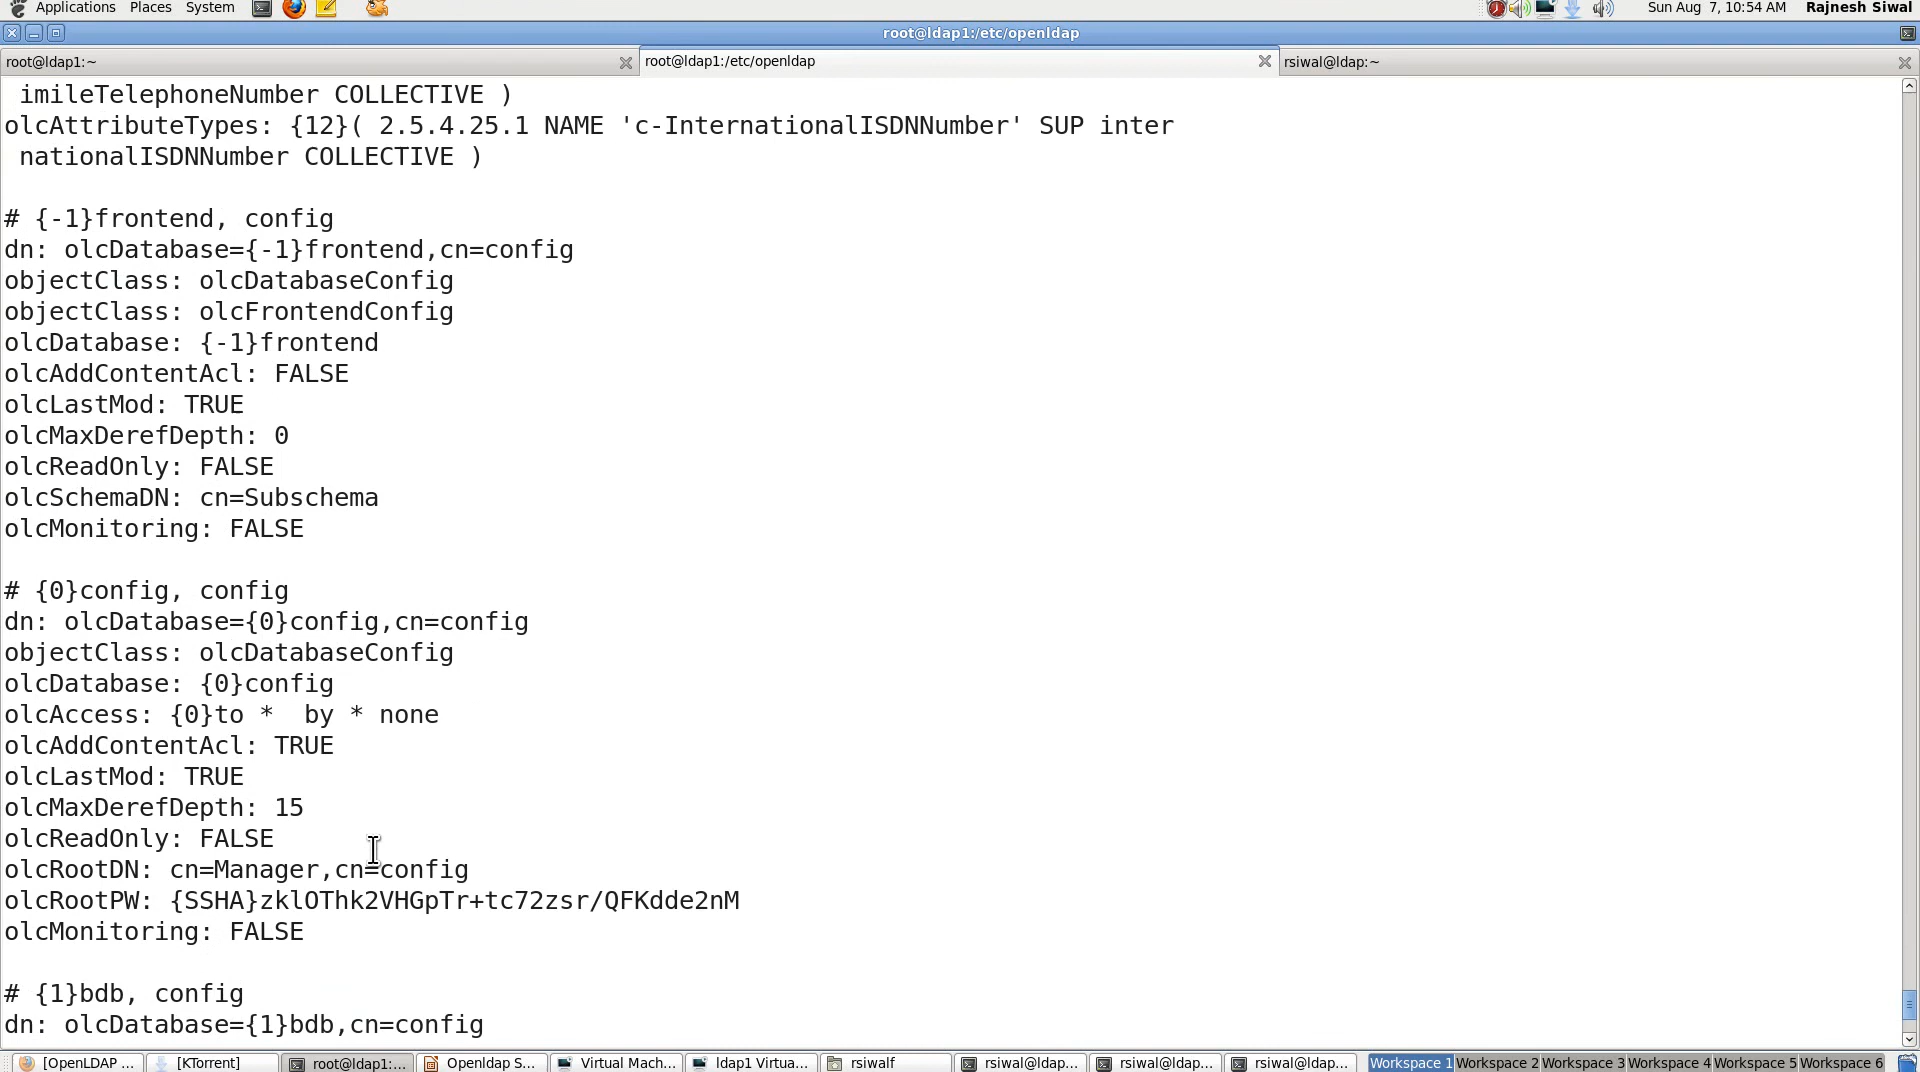 Applications Places System
Sun Aug 7, 10:54 AM Rajnesh Siwal
root@ldap1:/etc/openldap
root@ldap1:~
root@ldap1:/etc/openldap
rsiwal@ldap:~
imileTelephoneNumber COLLECTIVE )
olcAttributeTypes: {12}( 2.5.4.25.1 NAME 'c-InternationalISDNNumber' SUP inter
nationalISDNNumber COLLECTIVE )
# {-1}frontend, config
dn: olcDatabase={-1}frontend,cn=config
objectClass: olcDatabaseConfig
objectClass: olcFrontendConfig
olcDatabase: {-1}frontend
olcAddContentAcl: FALSE
olcLastMod: TRUE
olcMaxDerefDepth: 0
olcReadOnly: FALSE
olcSchemaDN: cn=Subschema
olcMonitoring: FALSE
# {0}config, config
dn: olcDatabase={0}config,cn=config
objectClass: olcDatabaseConfig
olcDatabase: {0}config
olcAccess: {0}to *  by * none
olcAddContentAcl: TRUE
olcLastMod: TRUE
olcMaxDerefDepth: 15
olcReadOnly: FALSE
olcRootDN: cn=Manager,cn=config
olcRootPW: {SSHA}zklOThk2VHGpTr+tc72zsr/QFKdde2nM
olcMonitoring: FALSE
# {1}bdb, config
dn: olcDatabase={1}bdb,cn=config
[OpenLDAP ... [KTorrent] root@ldap1:... Openldap S... Virtual Mach... ldap1 Virtua... rsiwalf rsiwal@ldap... rsiwal@ldap... rsiwal@ldap... Workspace 1 Workspace 2 Workspace 3 Workspace 4 Workspace 5 Workspace 6